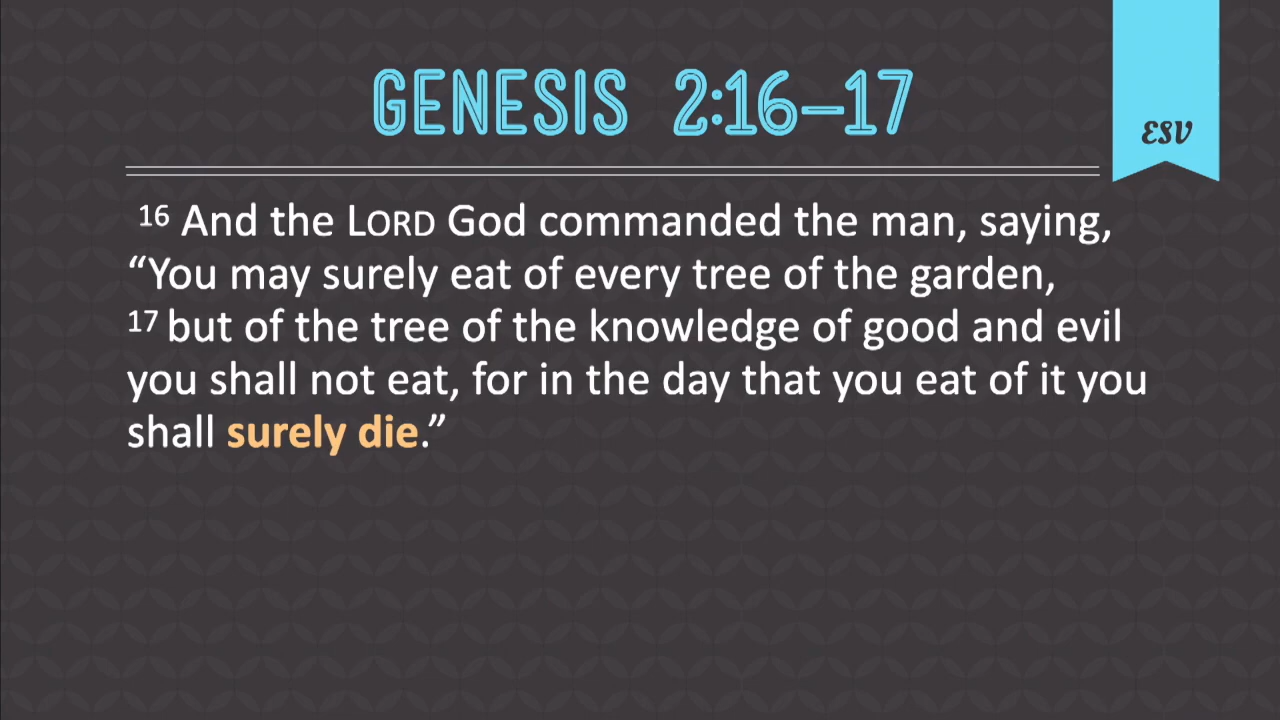 GENESIS 2:16–17
ESV
16 And the LORD God commanded the man, saying,
“You may surely eat of every tree of the garden,
17 but of the tree of the knowledge of good and evil
you shall not eat, for in the day that you eat of it you
shall surely die.”